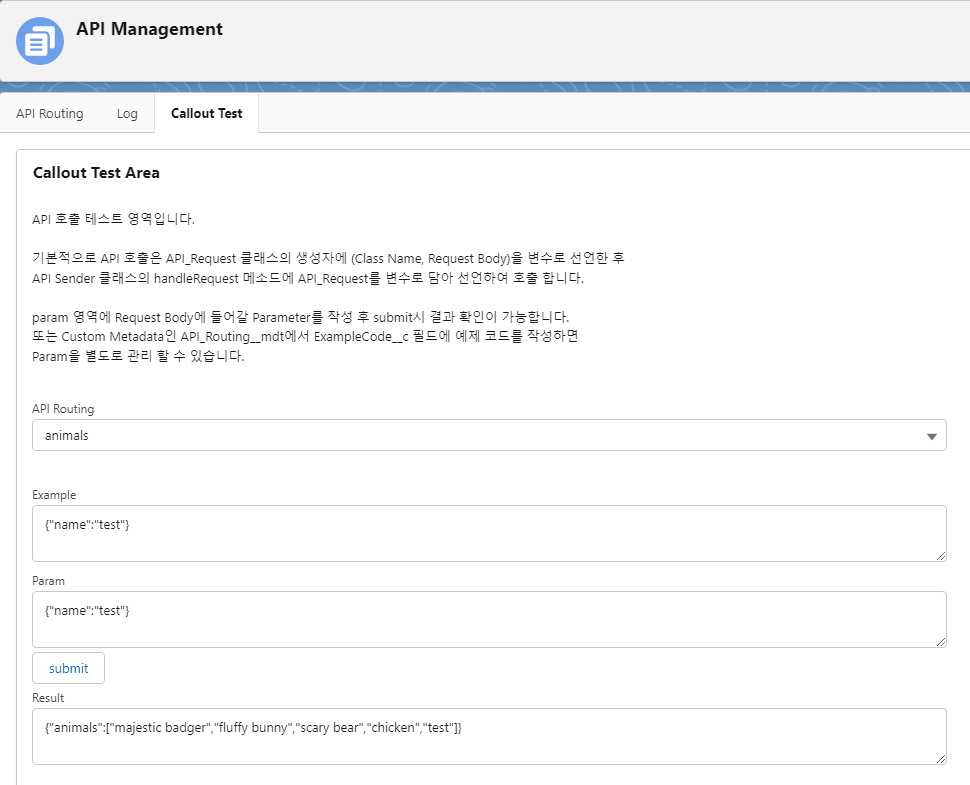 API Management
API Routing
Log
Callout Test
Callout Test Area
API 호출 테스트 영역입니다.
기본적으로 API 호출은 API_Request 클래스의 생성자에 (Class Name, Request Body)을 변수로 선언한 후
API Sender 클래스의 handleRequest 메소드에 API_Request를 변수로 담아 선언하여 호출 합니다.
param 영역에 Request Body에 들어갈 Parameter를 작성 후 submit시 결과 확인이 가능합니다.
또는 Custom Metadata인 API_Routing__mdt에서 ExampleCode__c 필드에 예제 코드를 작성하면
Param을 별도로 관리 할 수 있습니다.
API Routing
animals
Example
{"name":"test"}
Param
{"name":"test"}
submit
Result
{"animals":["majestic badger","fluffy bunny","scary bear","chicken","test"]}